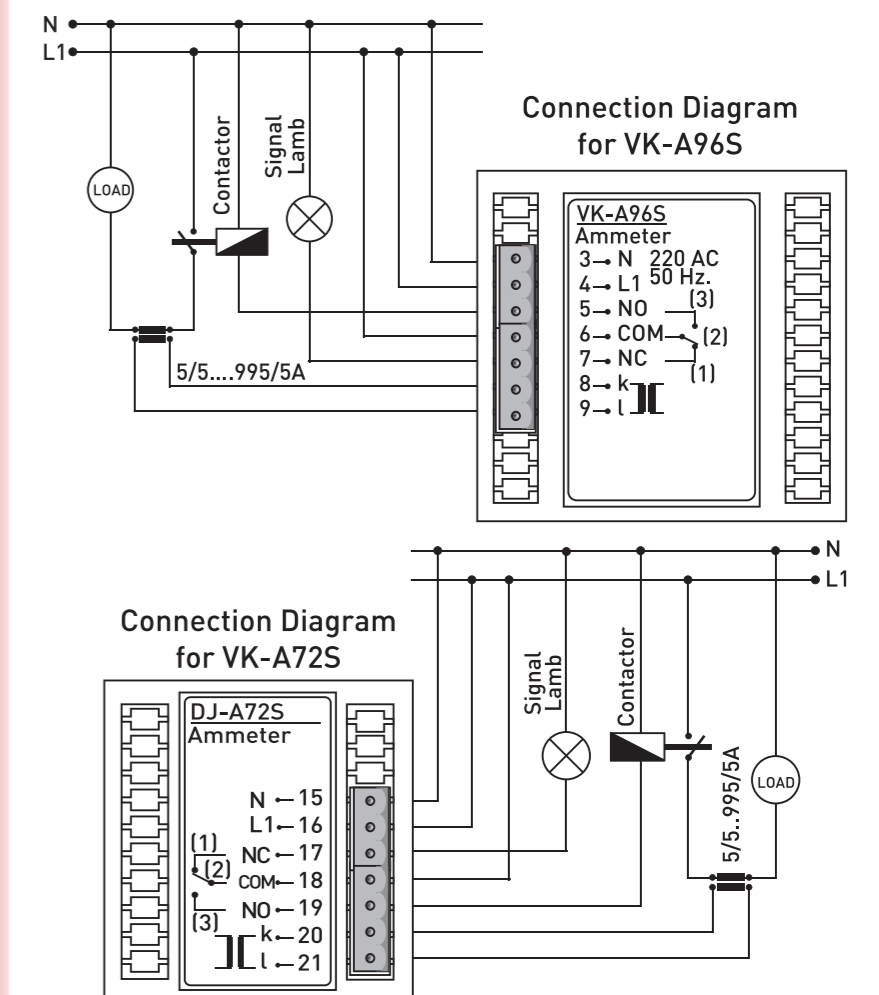 N
L1
LOAD
Contactor
Signal
Lamb
5/5....995/5A
Connection Diagram
for VK-A96S
VK-A96S
Ammeter
3 N 220 AC
4 L1 50 Hz.
5 NO (3)
6 COM (2)
7 NC (1)
8 k
9 l
N
L1
Connection Diagram
for VK-A72S
DJ-A72S
Ammeter
N 15
L1 16
(1) NC 17
(2) COM 18
(3) NO 19
k 20
l 21
Signal
Lamb
Contactor
5/5..995/5A
LOAD